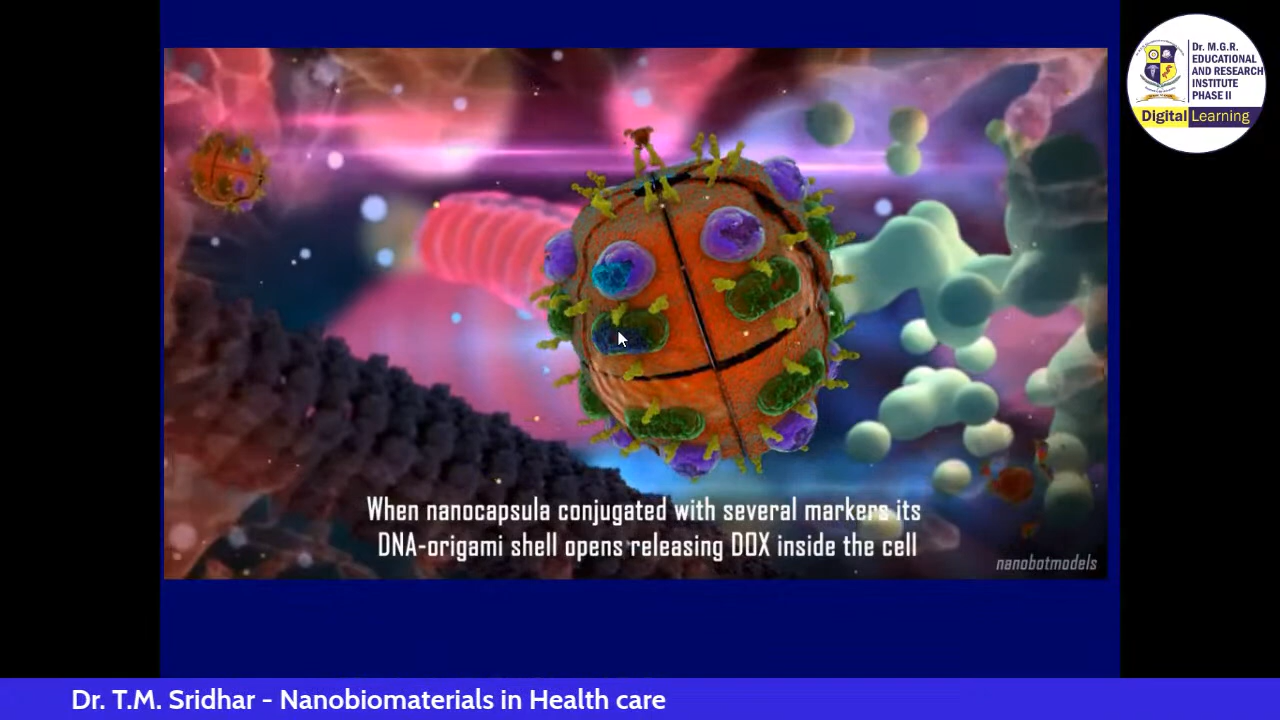 Dr. M.G.R.
EDUCATIONAL
AND RESEARCH
INSTITUTE
PHASE II
Digital Learning
When nanocapsula conjugated with several markers its
DNA-origami shell opens releasing DOX inside the cell
nanobotmodels
Dr. T.M. Sridhar - Nanobiomaterials in Health care